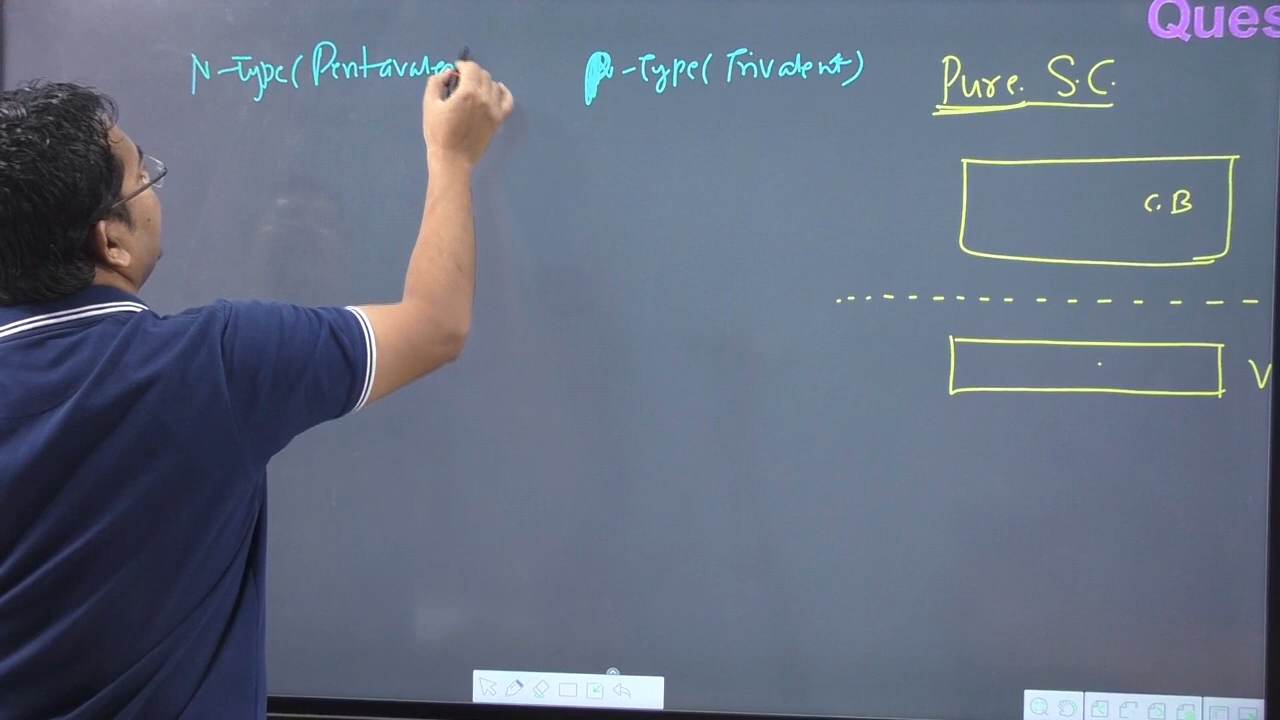 Ques
N-Type(Pentavale
P-Type(Trivalent)
Pure. S.C.
C.B
V